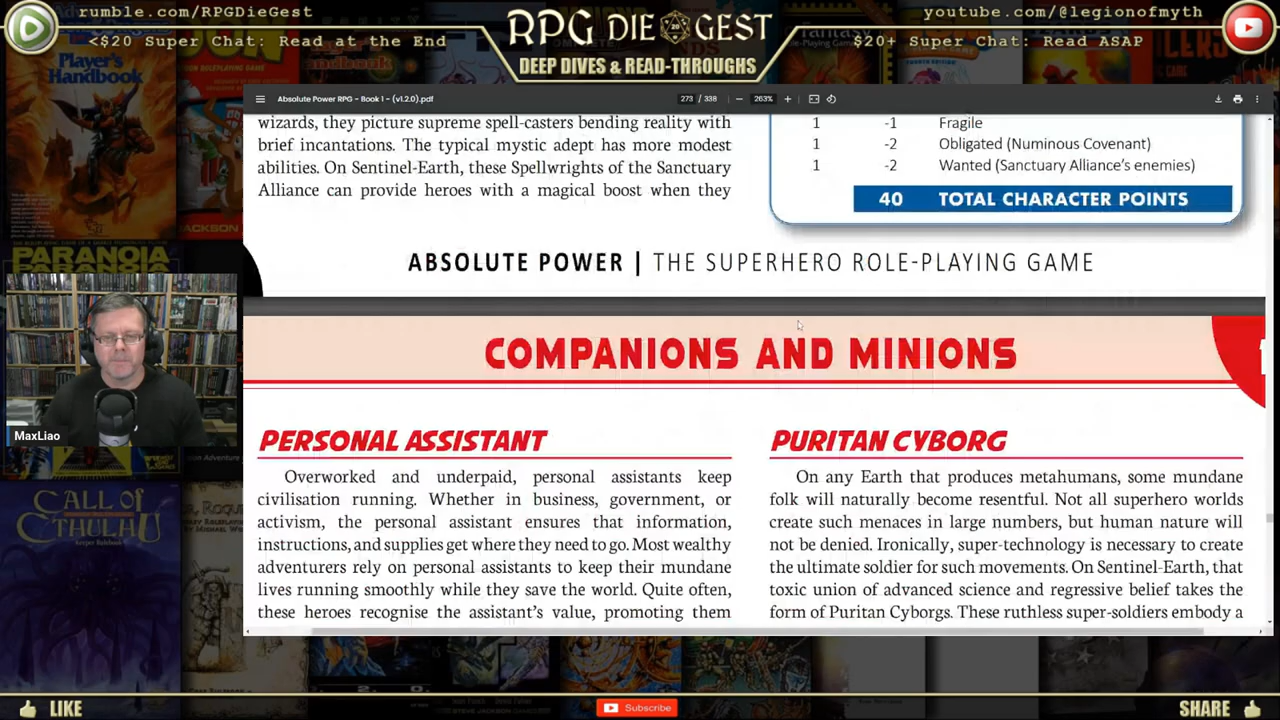 rumble.com/RPGDieGest
<$20 Super Chat: Read at the End
RPG DIE GEST
DEEP DIVES & READ-THROUGHS
youtube.com/@legionofmyth
$20+ Super Chat: Read ASAP
Player's
Handbook
PARANOIA
CALL OF
CTHULHU
MaxLiao
Absolute Power RPG - Book 1 - (v1.2.0).pdf
273 / 338
263%
wizards, they picture supreme spell-casters bending reality with
brief incantations. The typical mystic adept has more modest
abilities. On Sentinel-Earth, these Spellwrights of the Sanctuary
Alliance can provide heroes with a magical boost when they
1 -1 Fragile
1 -2 Obligated (Numinous Covenant)
1 -2 Wanted (Sanctuary Alliance's enemies)
40 TOTAL CHARACTER POINTS
ABSOLUTE POWER | THE SUPERHERO ROLE-PLAYING GAME
COMPANIONS AND MINIONS
PERSONAL ASSISTANT
Overworked and underpaid, personal assistants keep
civilisation running. Whether in business, government, or
activism, the personal assistant ensures that information,
instructions, and supplies get where they need to go. Most wealthy
adventurers rely on personal assistants to keep their mundane
lives running smoothly while they save the world. Quite often,
these heroes recognise the assistant's value, promoting them
PURITAN CYBORG
On any Earth that produces metahumans, some mundane
folk will naturally become resentful. Not all superhero worlds
create such menaces in large numbers, but human nature will
not be denied. Ironically, super-technology is necessary to create
the ultimate soldier for such movements. On Sentinel-Earth, that
toxic union of advanced science and regressive belief takes the
form of Puritan Cyborgs. These ruthless super-soldiers embody a
LIKE
Subscribe
SHARE